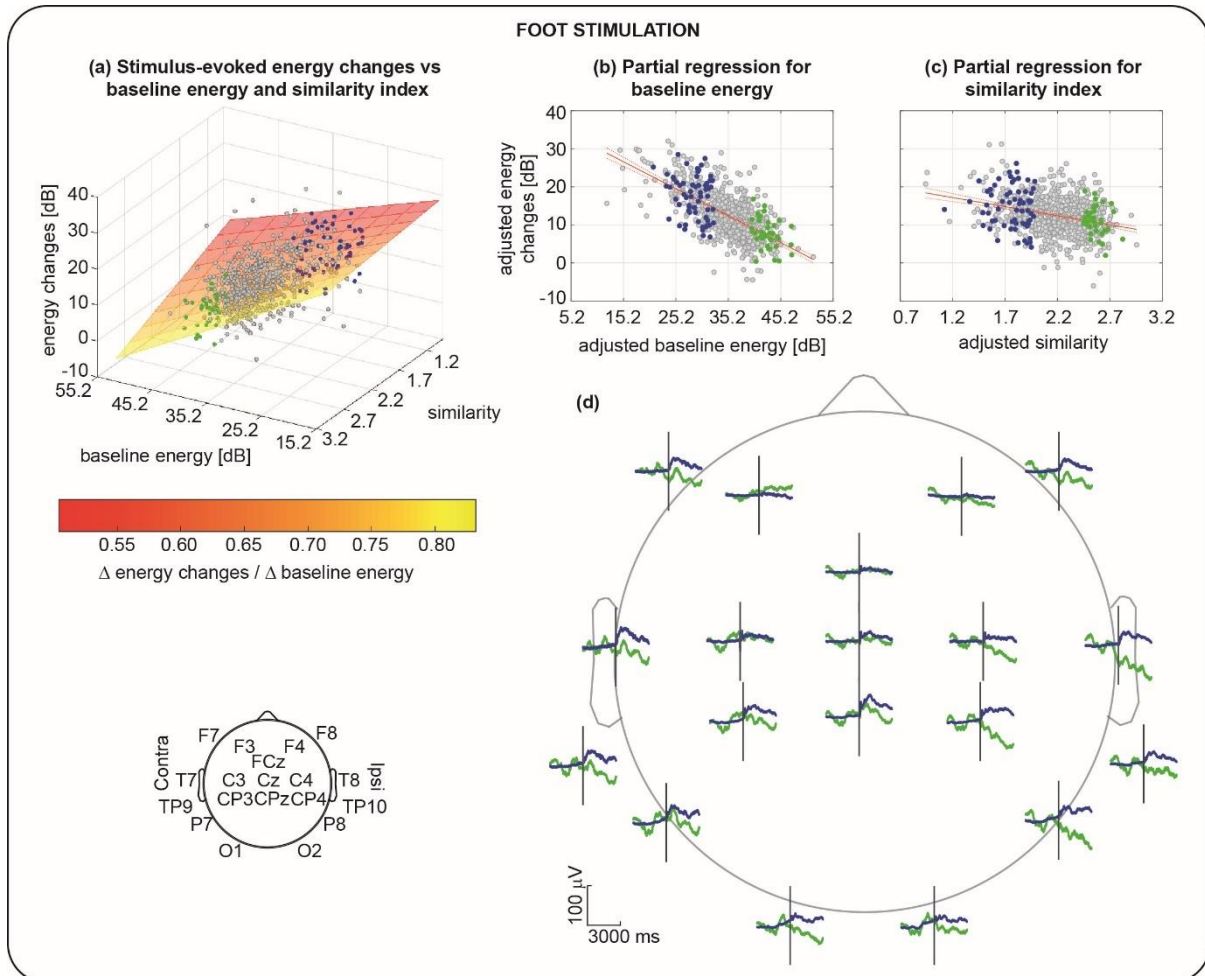 FOOT STIMULATION
(a) Stimulus-evoked energy changes vs
baseline energy and similarity index
energy changes [dB]
40
30
20
10
0
-10
55.2
45.2
35.2
25.2
15.2
baseline energy [dB]
3.2
2.7
2.2
1.7
1.2
similarity
0.55 0.60 0.65 0.70 0.75 0.80
Δ energy changes / Δ baseline energy
(b) Partial regression for
baseline energy
adjusted energy
changes [dB]
40
30
20
10
0
-10
5.2 15.2 25.2 35.2 45.2 55.2
adjusted baseline energy [dB]
(c) Partial regression for
similarity index
0.7 1.2 1.7 2.2 2.7 3.2
adjusted similarity
(d)
100 µV
3000 ms
Contra
Ipsi
F7 F8
F3 F4
FCz
T7 C3 Cz C4 T8
TP9 CP3 CPz CP4 TP10
P7 P8
O1 O2